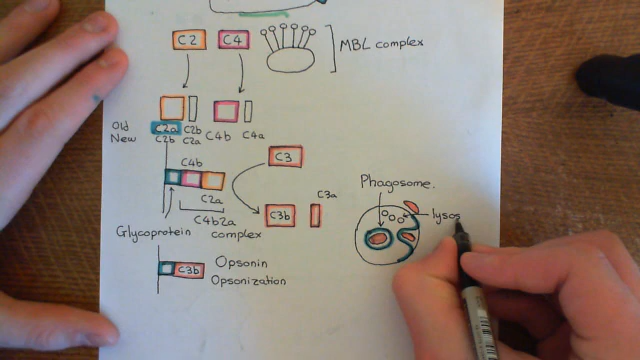 C2 C4
MBL complex
Old C2a C2b C4b C4a
New C2b C2a
C4b
C3
C2a
C4b2a
Glycoprotein complex
C3b
C3a
C3b Opsonin
Opsonization
Phagosome.
lysos